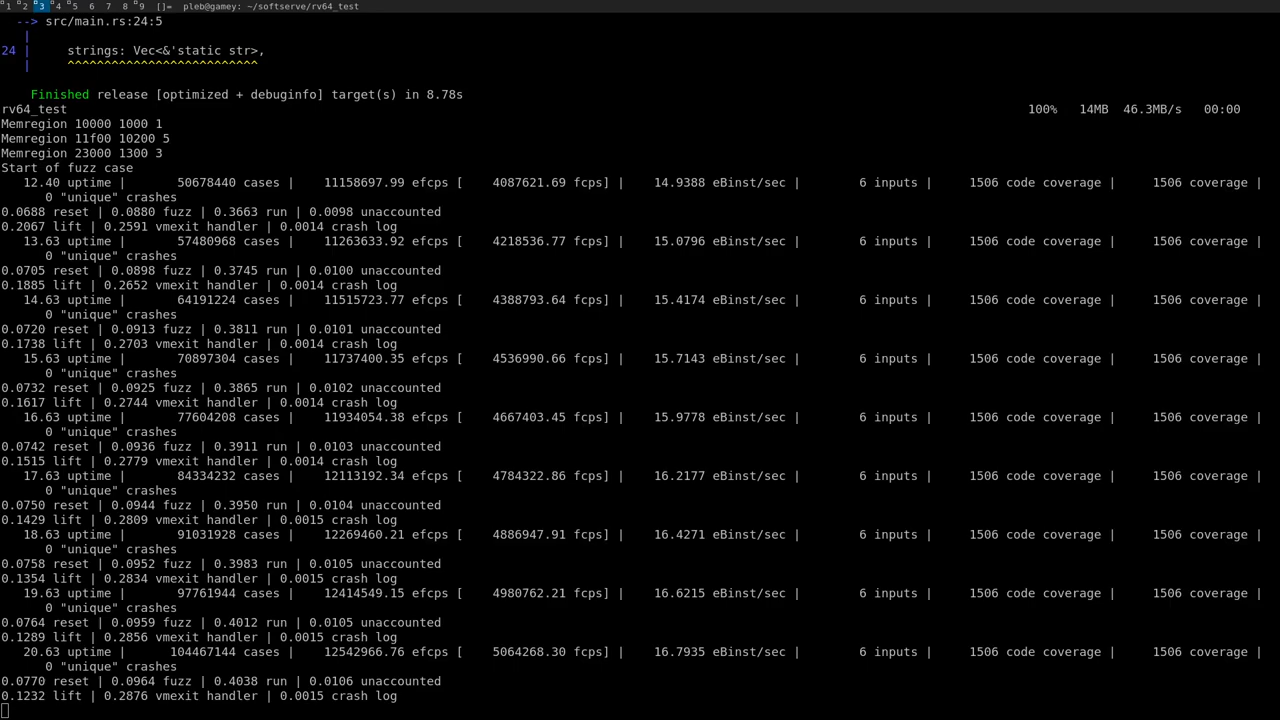 1 2 3 4 5 6 7 8 9 []= pleb@gamey: ~/softserve/rv64_test
--> src/main.rs:24:5
|
24 | strings: Vec<&'static str>,
| ^^^^^^^^^^^^^^^^^^^^^^^^^^
Finished release [optimized + debuginfo] target(s) in 8.78s
rv64_test 100% 14MB 46.3MB/s 00:00
Memregion 10000 1000 1
Memregion 11f00 10200 5
Memregion 23000 1300 3
Start of fuzz case
12.40 uptime | 50678440 cases | 11158697.99 efcps [ 4087621.69 fcps] | 14.9388 eBinst/sec | 6 inputs | 1506 code coverage | 1506 coverage |
0 "unique" crashes
0.0688 reset | 0.0880 fuzz | 0.3663 run | 0.0098 unaccounted
0.2067 lift | 0.2591 vmexit handler | 0.0014 crash log
13.63 uptime | 57480968 cases | 11263633.92 efcps [ 4218536.77 fcps] | 15.0796 eBinst/sec | 6 inputs | 1506 code coverage | 1506 coverage |
0 "unique" crashes
0.0705 reset | 0.0898 fuzz | 0.3745 run | 0.0100 unaccounted
0.1885 lift | 0.2652 vmexit handler | 0.0014 crash log
14.63 uptime | 64191224 cases | 11515723.77 efcps [ 4388793.64 fcps] | 15.4174 eBinst/sec | 6 inputs | 1506 code coverage | 1506 coverage |
0 "unique" crashes
0.0720 reset | 0.0913 fuzz | 0.3811 run | 0.0101 unaccounted
0.1738 lift | 0.2703 vmexit handler | 0.0014 crash log
15.63 uptime | 70897304 cases | 11737400.35 efcps [ 4536990.66 fcps] | 15.7143 eBinst/sec | 6 inputs | 1506 code coverage | 1506 coverage |
0 "unique" crashes
0.0732 reset | 0.0925 fuzz | 0.3865 run | 0.0102 unaccounted
0.1617 lift | 0.2744 vmexit handler | 0.0014 crash log
16.63 uptime | 77604208 cases | 11934054.38 efcps [ 4667403.45 fcps] | 15.9778 eBinst/sec | 6 inputs | 1506 code coverage | 1506 coverage |
0 "unique" crashes
0.0742 reset | 0.0936 fuzz | 0.3911 run | 0.0103 unaccounted
0.1515 lift | 0.2779 vmexit handler | 0.0014 crash log
17.63 uptime | 84334232 cases | 12113192.34 efcps [ 4784322.86 fcps] | 16.2177 eBinst/sec | 6 inputs | 1506 code coverage | 1506 coverage |
0 "unique" crashes
0.0750 reset | 0.0944 fuzz | 0.3950 run | 0.0104 unaccounted
0.1429 lift | 0.2809 vmexit handler | 0.0015 crash log
18.63 uptime | 91031928 cases | 12269460.21 efcps [ 4886947.91 fcps] | 16.4271 eBinst/sec | 6 inputs | 1506 code coverage | 1506 coverage |
0 "unique" crashes
0.0758 reset | 0.0952 fuzz | 0.3983 run | 0.0105 unaccounted
0.1354 lift | 0.2834 vmexit handler | 0.0015 crash log
19.63 uptime | 97761944 cases | 12414549.15 efcps [ 4980762.21 fcps] | 16.6215 eBinst/sec | 6 inputs | 1506 code coverage | 1506 coverage |
0 "unique" crashes
0.0764 reset | 0.0959 fuzz | 0.4012 run | 0.0105 unaccounted
0.1289 lift | 0.2856 vmexit handler | 0.0015 crash log
20.63 uptime | 104467144 cases | 12542966.76 efcps [ 5064268.30 fcps] | 16.7935 eBinst/sec | 6 inputs | 1506 code coverage | 1506 coverage |
0 "unique" crashes
0.0770 reset | 0.0964 fuzz | 0.4038 run | 0.0106 unaccounted
0.1232 lift | 0.2876 vmexit handler | 0.0015 crash log